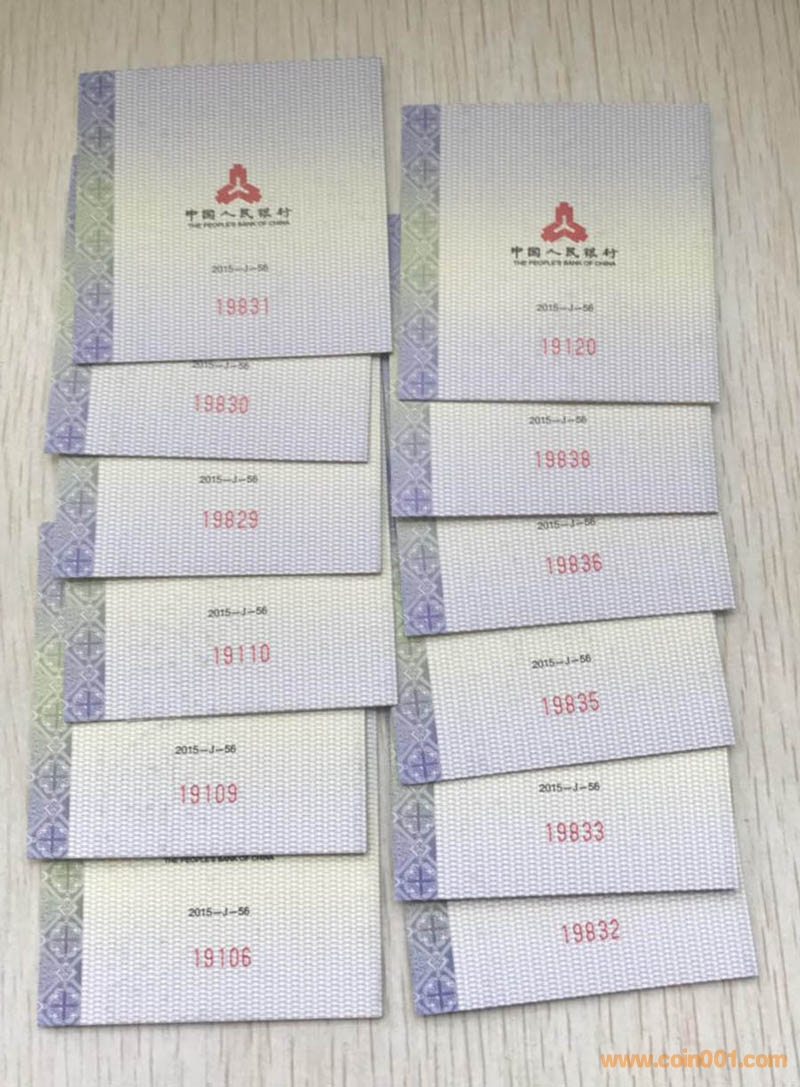 中国人民银行
THE PEOPLE'S BANK OF CHINA
2015-J-56
19831
2015-J-56
19830
2015-J-56
19829
2015-J-56
19110
2015-J-56
19109
THE PEOPLE'S BANK OF CHINA
2015-J-56
19106
中国人民银行
THE PEOPLE'S BANK OF CHINA
2015-J-56
19120
2015-J-56
19838
2015-J-56
19836
2015-J-56
19835
2015-J-56
19833
19832
www.coin001.com